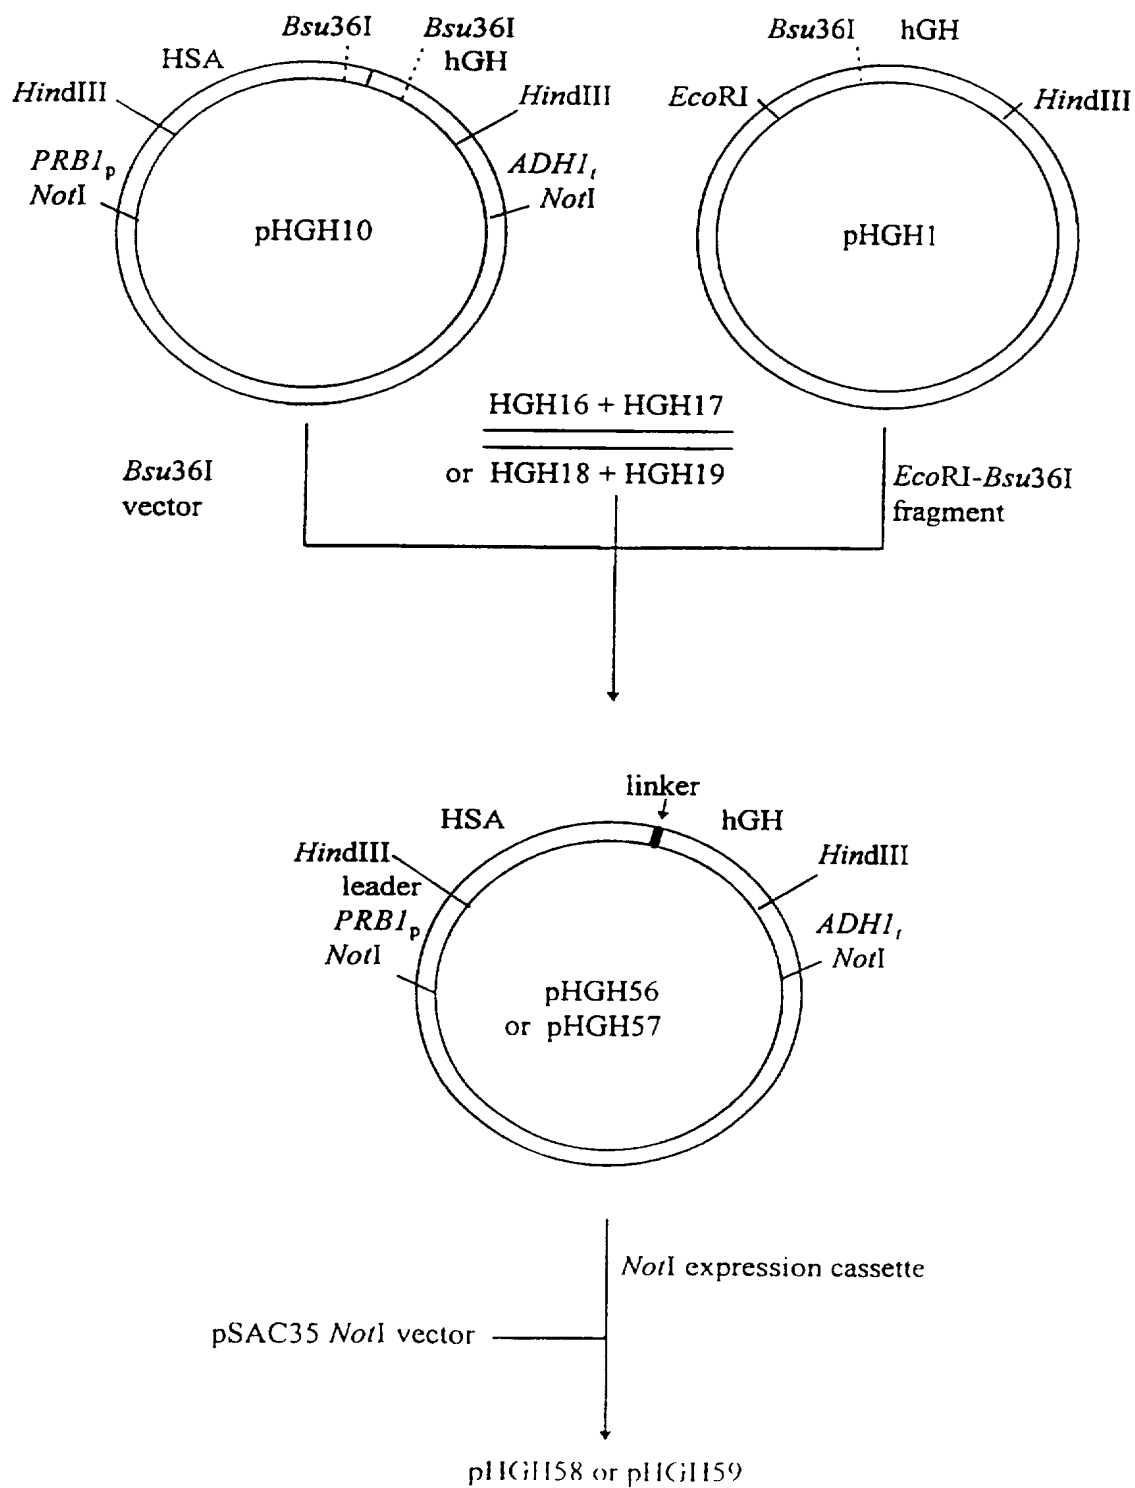 Bsu36I
Bsu36I
HSA
hGH
HindIII
HindIII
PRB1p
NotI
ADH1t
NotI
pHGH10
Bsu36I hGH
EcoRI
HindIII
pHGH1
HGH16 + HGH17
or HGH18 + HGH19
Bsu36I
vector
EcoRI-Bsu36I
fragment
linker
HSA
hGH
HindIII
leader
PRB1p
NotI
HindIII
ADH1t
NotI
pHGH56
or pHGH57
NotI expression cassette
pSAC35 NotI vector
pHGH58 or pHGH59